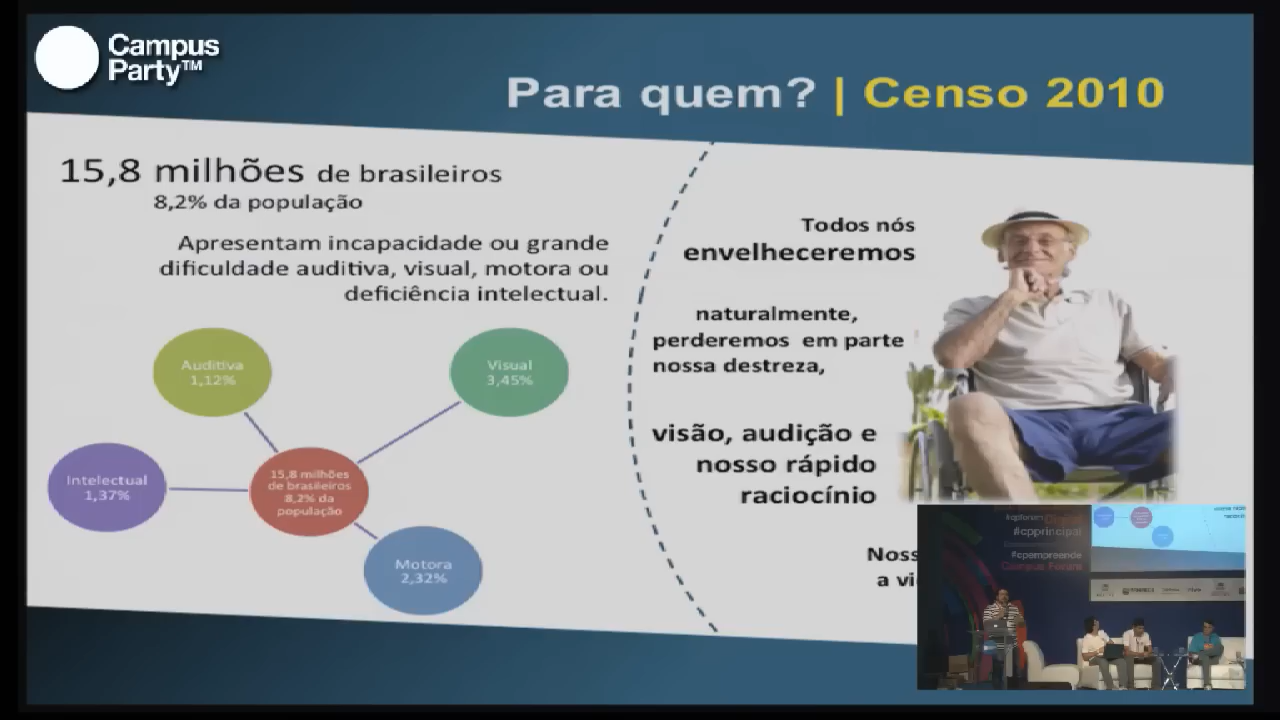 Campus
Party™
Para quem? | Censo 2010
15,8 milhões de brasileiros
8,2% da população
Apresentam incapacidade ou grande
dificuldade auditiva, visual, motora ou
deficiência intelectual.
Auditiva
1,12%
Visual
3,45%
Intelectual
1,37%
15,8 milhões
de brasileiros
8,2% da
população
Motora
2,32%
Todos nós
envelheceremos
naturalmente,
perderemos em parte
nossa destreza,
visão, audição e
nosso rápido
raciocínio
#cpprincipal
#cpempreende
Campus Fórum